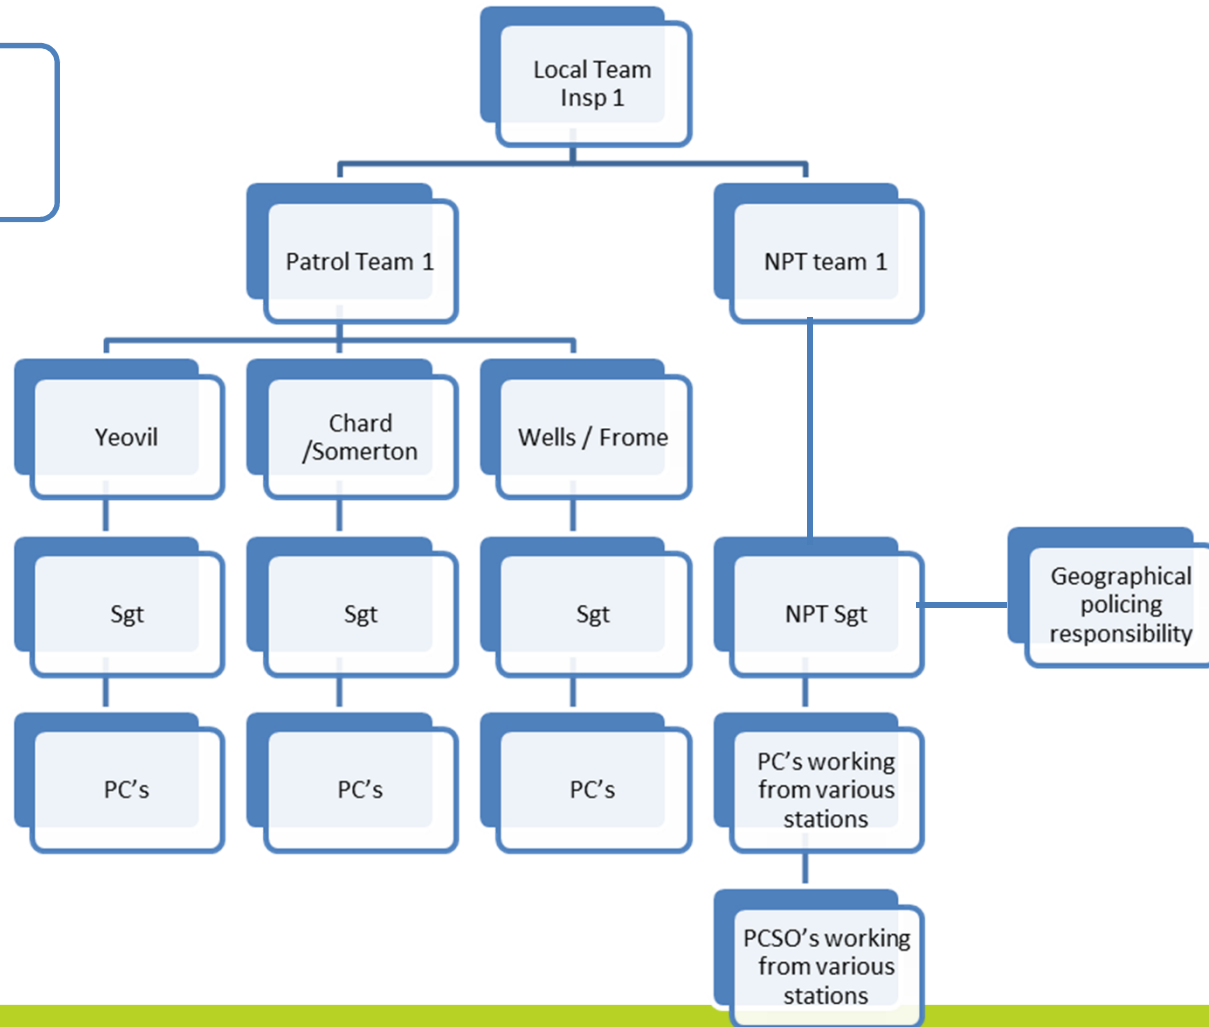 Local Team
Insp 1
Patrol Team 1
NPT team 1
Yeovil
Chard
/Somerton
Wells / Frome
Sgt
Sgt
Sgt
NPT Sgt
Geographical
policing
responsibility
PC’s
PC’s
PC’s
PC’s working
from various
stations
PCSO’s working
from various
stations